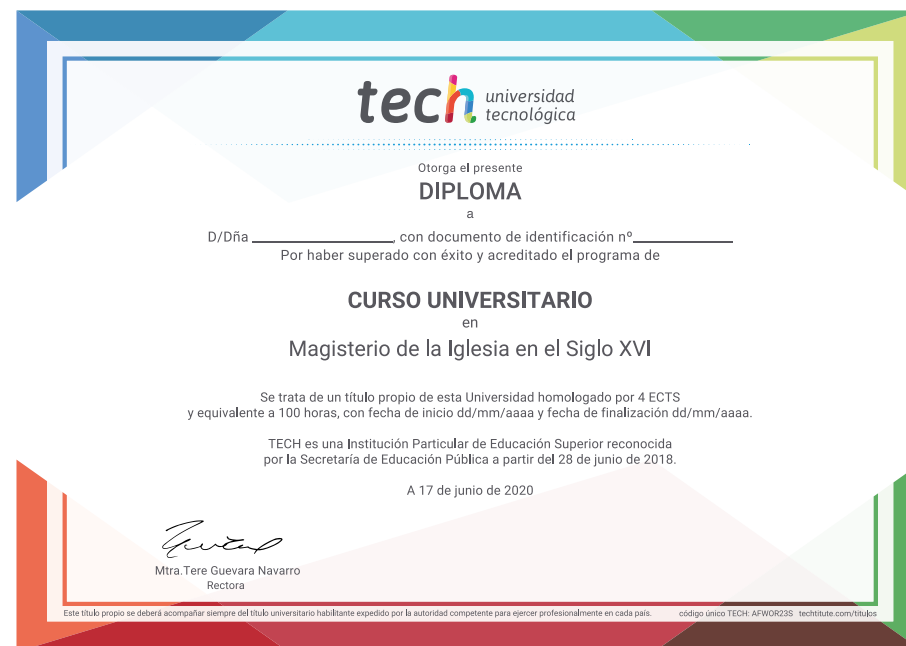 tech universidad
tecnológica
Otorga el presente
DIPLOMA
a
D/Dña ____________________, con documento de identificación nº______________
Por haber superado con éxito y acreditado el programa de
CURSO UNIVERSITARIO
en
Magisterio de la Iglesia en el Siglo XVI
Se trata de un título propio de esta Universidad homologado por 4 ECTS
y equivalente a 100 horas, con fecha de inicio dd/mm/aaaa y fecha de finalización dd/mm/aaaa.
TECH es una Institución Particular de Educación Superior reconocida
por la Secretaría de Educación Pública a partir del 28 de junio de 2018.
A 17 de junio de 2020
Mtra.Tere Guevara Navarro
Rectora
Este título propio se deberá acompañar siempre del título universitario habilitante expedido por la autoridad competente para ejercer profesionalmente en cada país. código único TECH: AFWOR23S techtitute.com/titulos